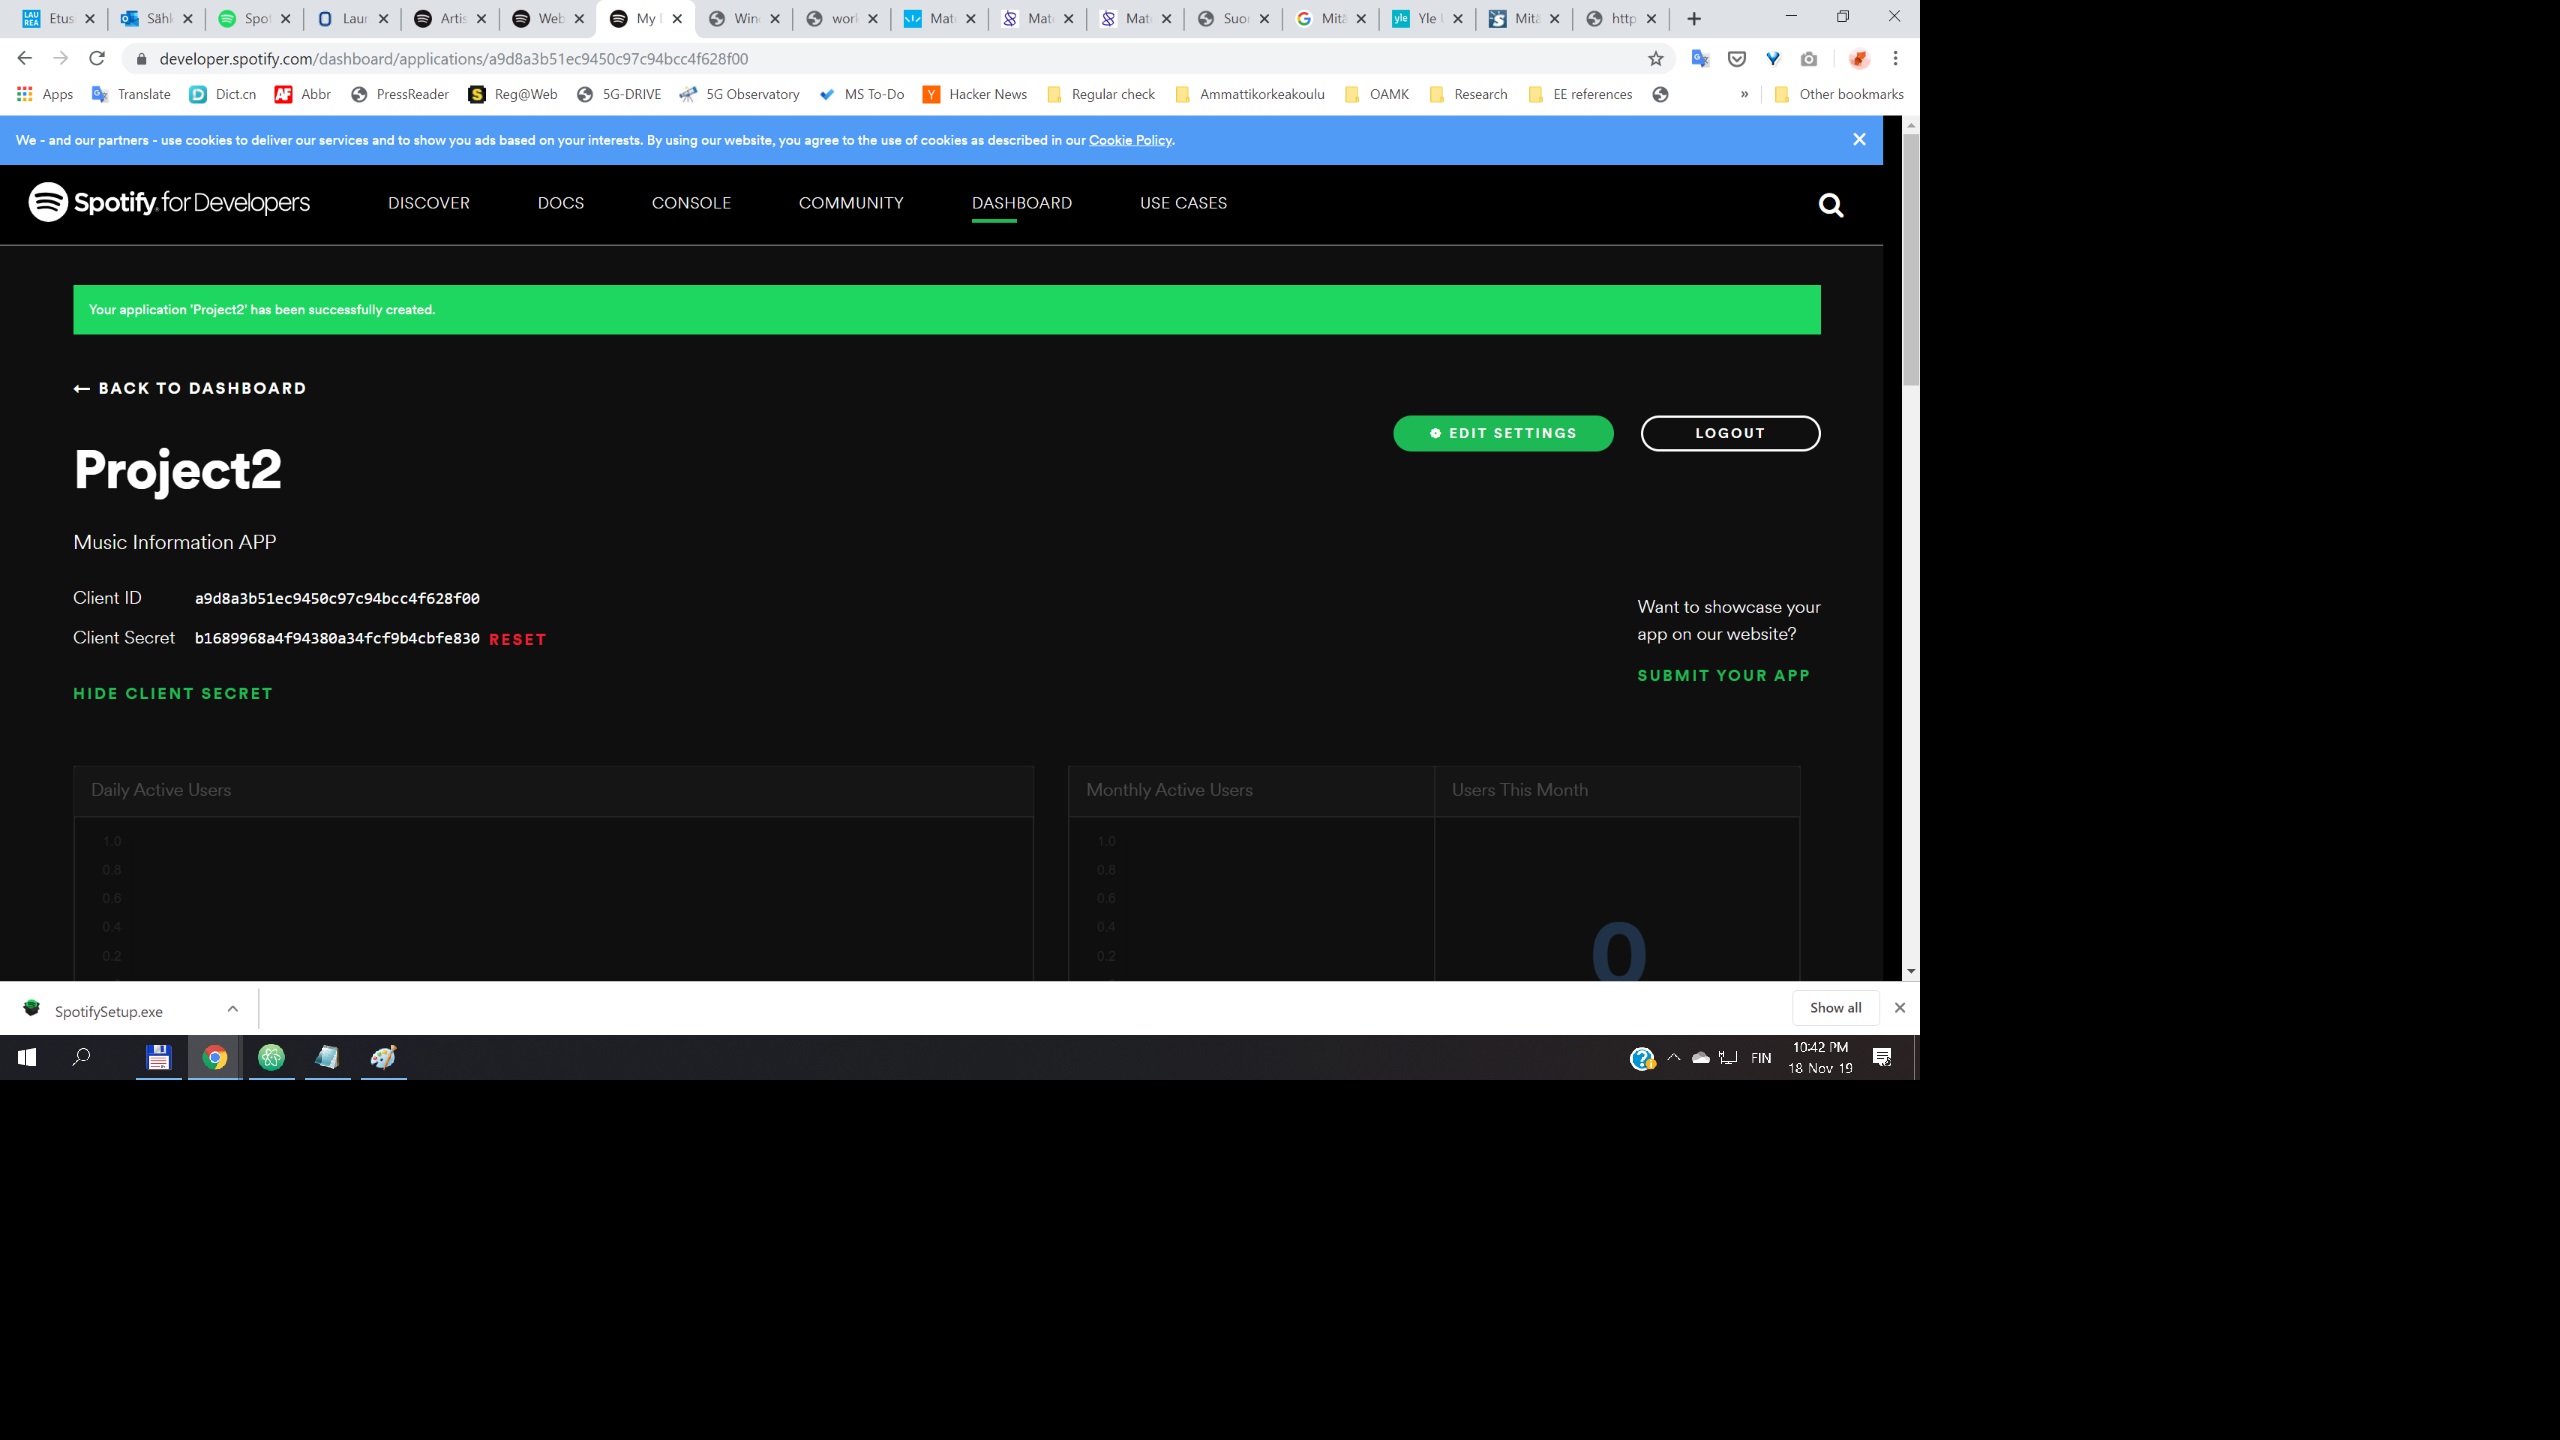 LAU REA Etus Sähl Spot Laur Artis Web My I Win worl Mate Mate Mate Suo Mitä yle Yle Mitä http
developer.spotify.com/dashboard/applications/a9d8a3b51ec9450c97c94bcc4f628f00
Apps Translate Dict.cn Abbr PressReader Reg@Web 5G-DRIVE 5G Observatory MS To-Do Hacker News Regular check Ammattikorkeakoulu OAMK Research EE references » Other bookmarks
We - and our partners - use cookies to deliver our services and to show you ads based on your interests. By using our website, you agree to the use of cookies as described in our Cookie Policy.
Spotify for Developers DISCOVER DOCS CONSOLE COMMUNITY DASHBOARD USE CASES
Your application 'Project2' has been successfully created.
← BACK TO DASHBOARD
EDIT SETTINGS LOGOUT
Project2
Music Information APP
Client ID a9d8a3b51ec9450c97c94bcc4f628f00
Client Secret b1689968a4f94380a34fcf9b4cbfe830 RESET
HIDE CLIENT SECRET
Want to showcase your
app on our website?
SUBMIT YOUR APP
Daily Active Users
1.0
0.8
0.6
0.4
0.2
Monthly Active Users
1.0
0.8
0.6
0.4
0.2
Users This Month
0
SpotifySetup.exe
Show all
FIN
10:42 PM
18 Nov 19